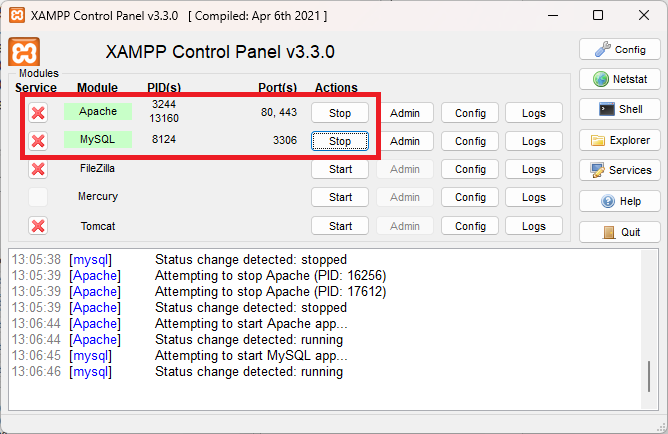 XAMPP Control Panel v3.3.0 [ Compiled: Apr 6th 2021 ]
XAMPP Control Panel v3.3.0
Config
Modules
Service Module PID(s) Port(s) Actions
Netstat
Apache 3244 13160 80, 443 Stop Admin Config Logs
Shell
MySQL 8124 3306 Stop Admin Config Logs
Explorer
FileZilla Start Admin Config Logs
Services
Mercury Start Admin Config Logs
Help
Tomcat Start Admin Config Logs
Quit
13:05:38 [mysql] Status change detected: stopped
13:05:39 [Apache] Attempting to stop Apache (PID: 16256)
13:05:39 [Apache] Attempting to stop Apache (PID: 17612)
13:05:39 [Apache] Status change detected: stopped
13:06:44 [Apache] Attempting to start Apache app...
13:06:44 [Apache] Status change detected: running
13:06:45 [mysql] Attempting to start MySQL app...
13:06:46 [mysql] Status change detected: running